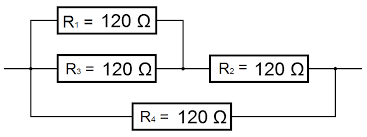 R₁ = 120 Ω
R₃ = 120 Ω
R₂ = 120 Ω
R₄ = 120 Ω